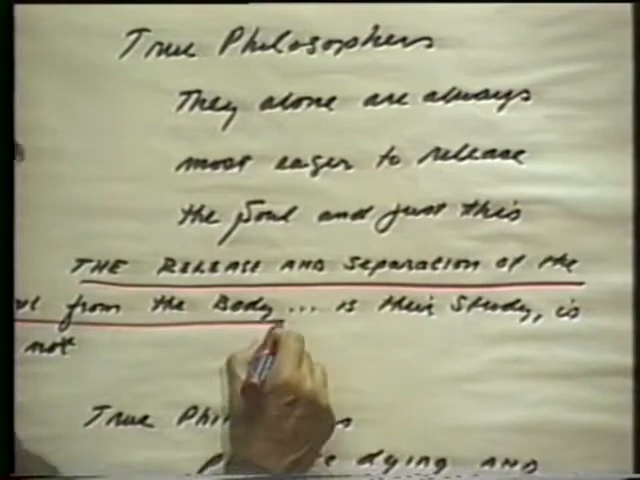 True Philosophers
They alone are always
most eager to release
the Soul and just this
THE RELEASE AND Separation of the
from the Body... is their Study, is
not
True
dying AND